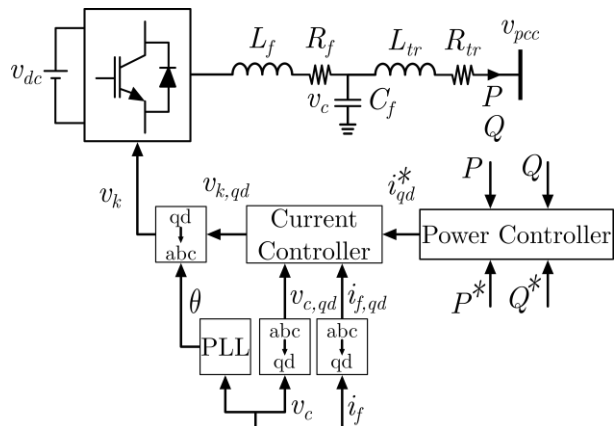 L_f R_f L_tr R_tr v_pcc
v_dc
v_c C_f P
Q
v_k v_k,qd i*_qd P Q
qd
abc
Current
Controller
Power Controller
θ v_c,qd i_f,qd P* Q*
PLL
abc
qd
abc
qd
v_c i_f